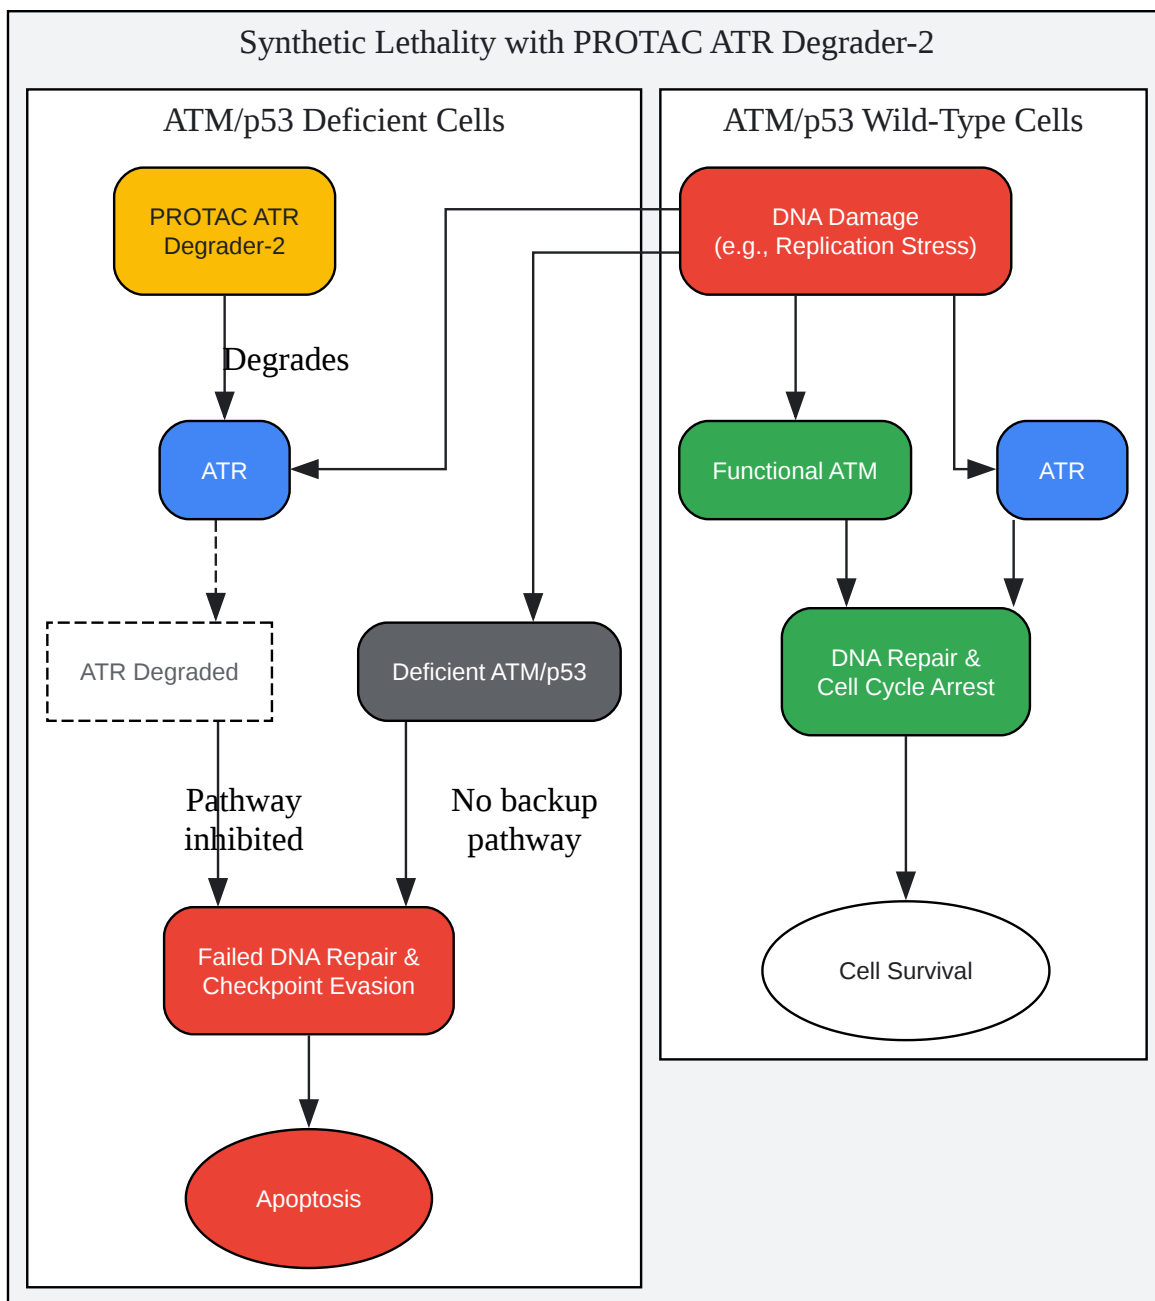 Synthetic Lethality with PROTAC ATR Degrader-2
ATM/p53 Deficient Cells
PROTAC ATR
Degrader-2
Degrades
ATR
ATR Degraded
Deficient ATM/p53
Pathway
inhibited
No backup
pathway
Failed DNA Repair &
Checkpoint Evasion
Apoptosis
ATM/p53 Wild-Type Cells
DNA Damage
(e.g., Replication Stress)
Functional ATM
ATR
DNA Repair &
Cell Cycle Arrest
Cell Survival